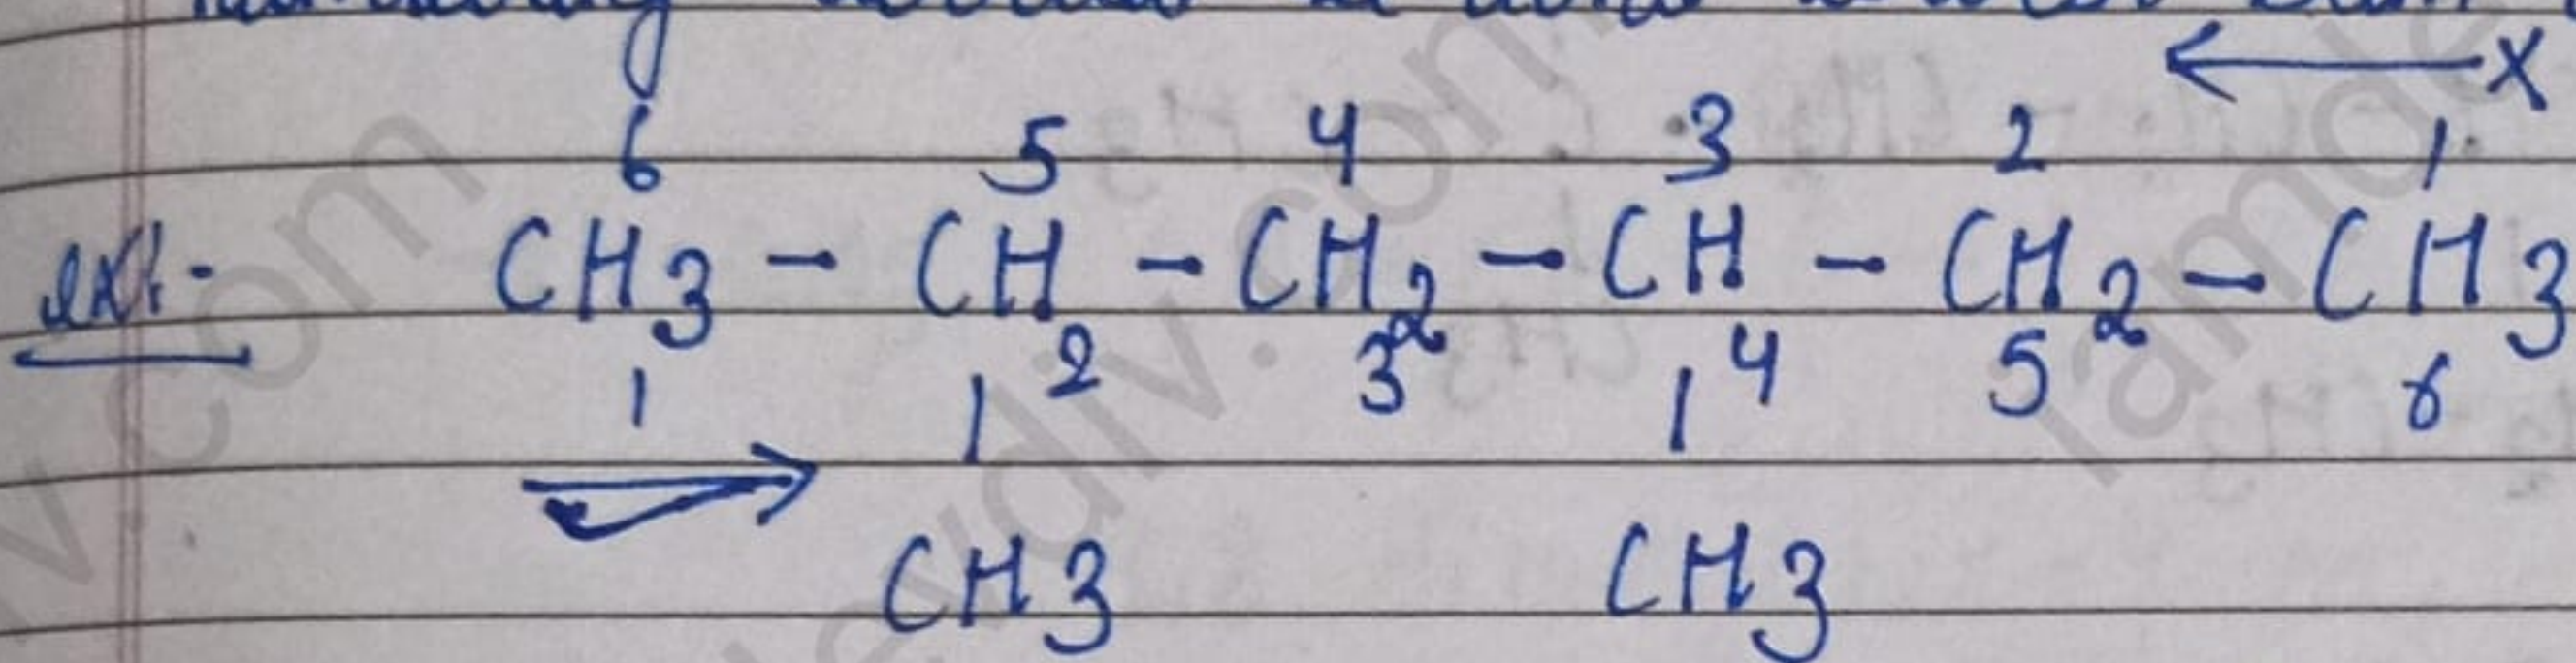 6 5 4 3 2 1
ex:- CH3 - CH - CH2 - CH - CH2 - CH3
1 | 2 3 | 4 5 6
CH3 CH3